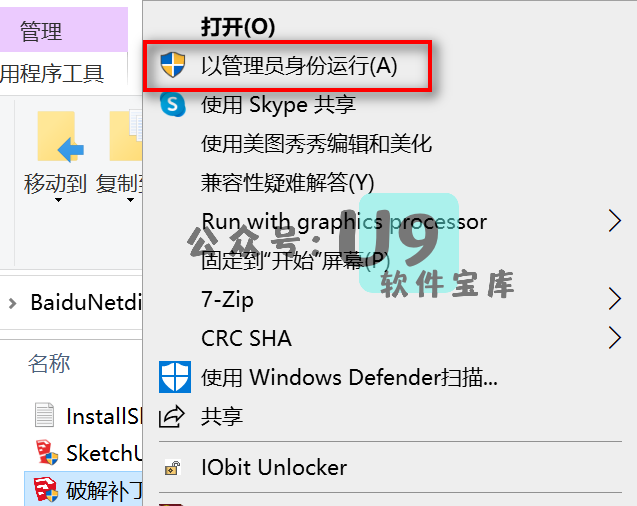 管理
用程序工具
移动到
复制到
BaiduNetdi
名称
InstallSl
SketchU
破解补丁
打开(O)
以管理员身份运行(A)
使用 Skype 共享
使用美图秀秀编辑和美化
兼容性疑难解答(Y)
Run with graphics processor
公众号：U9
软件宝库
固定到“开始”屏幕(P)
7-Zip
CRC SHA
使用 Windows Defender扫描...
共享
IObit Unlocker